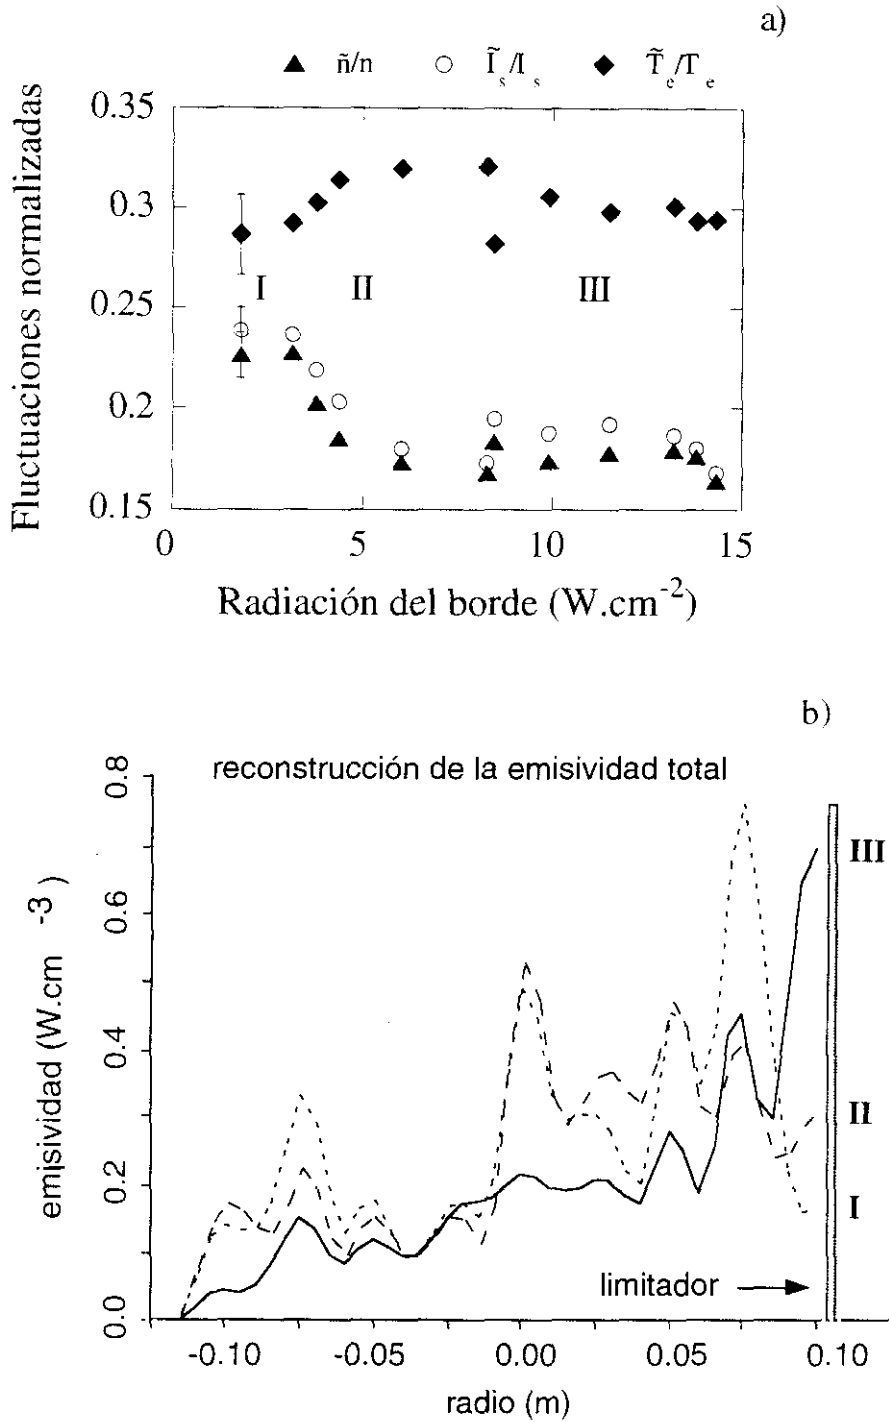 a)
ñ/n Ĩs/Is T̃e/Te
Fluctuaciones normalizadas
0.35
0.3
0.25
0.2
0.15
I II III
0 5 10 15
Radiación del borde (W.cm-2)
b)
reconstrucción de la emisividad total
emisividad (W.cm -3)
0.8
0.6
0.4
0.2
0.0
III
II
I
limitador
-0.10 -0.05 0.00 0.05 0.10
radio (m)